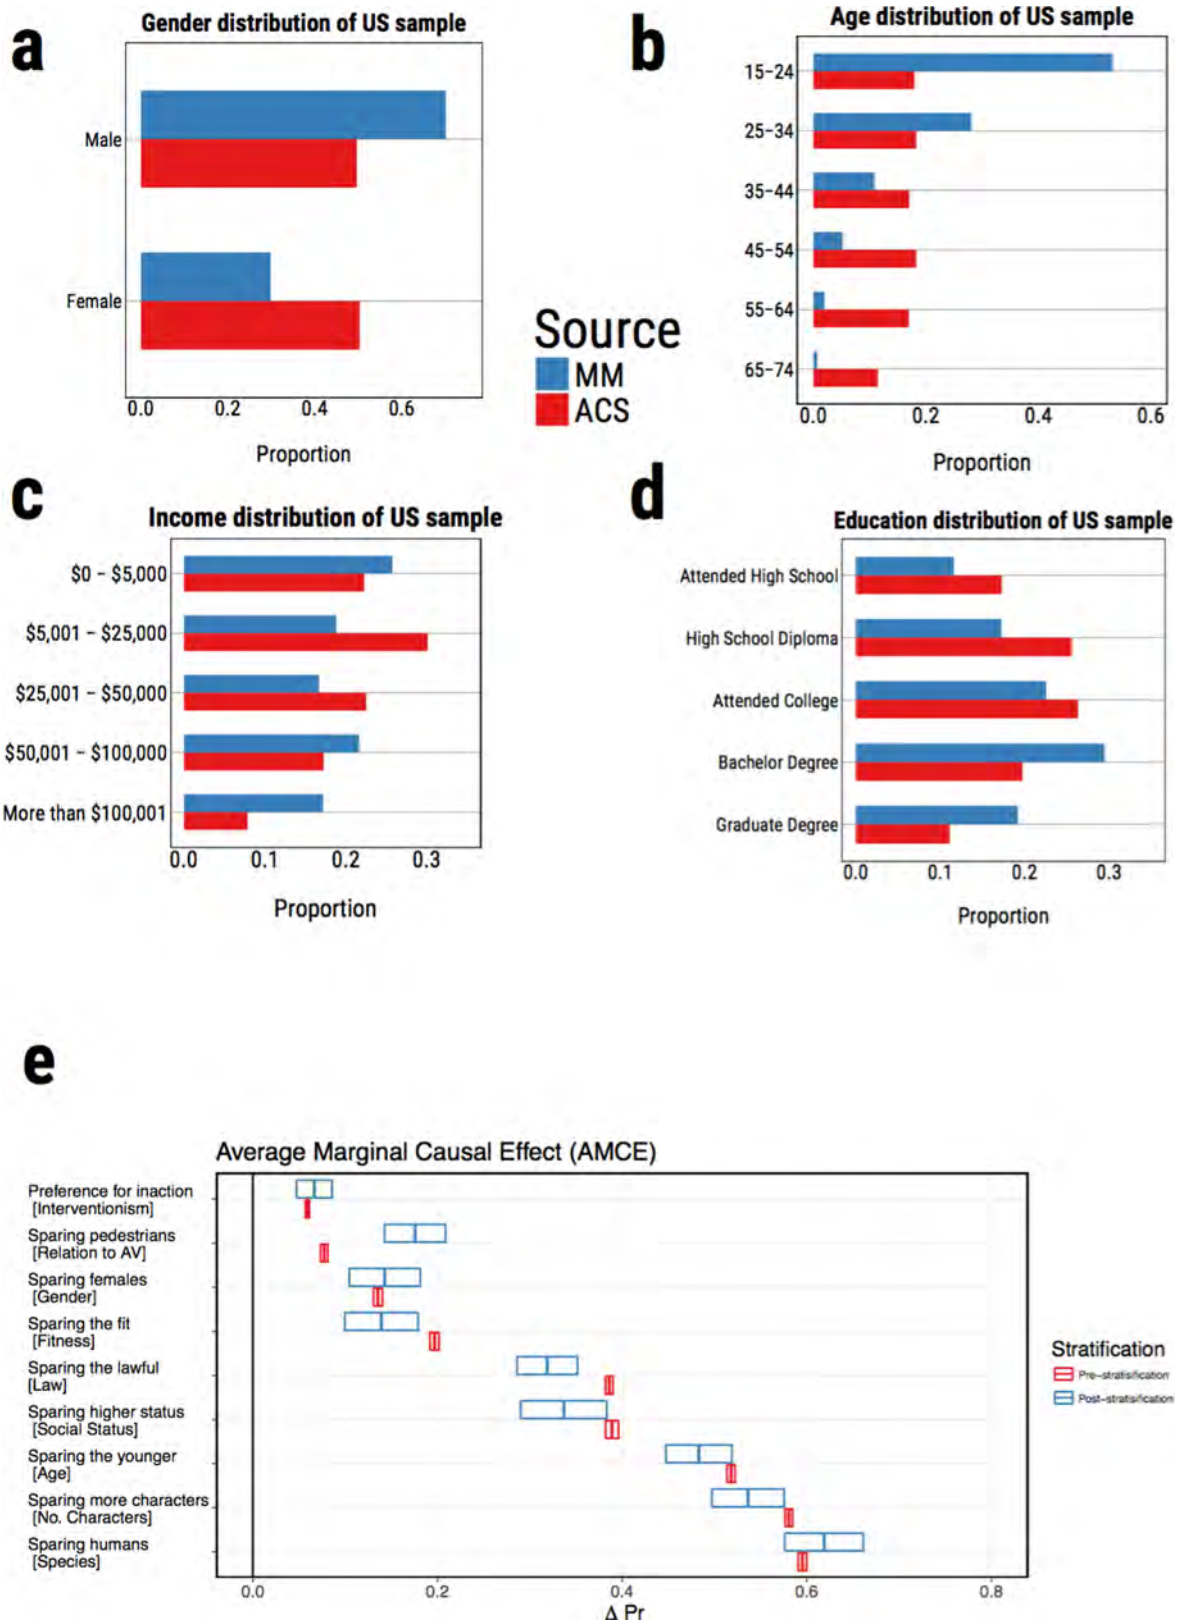 a
Gender distribution of US sample
Male
Female
0.0 0.2 0.4 0.6
Proportion
b
Age distribution of US sample
15-24
25-34
35-44
45-54
55-64
65-74
0.0 0.2 0.4 0.6
Proportion
Source
MM
ACS
c
Income distribution of US sample
$0 - $5,000
$5,001 - $25,000
$25,001 - $50,000
$50,001 - $100,000
More than $100,001
0.0 0.1 0.2 0.3
Proportion
d
Education distribution of US sample
Attended High School
High School Diploma
Attended College
Bachelor Degree
Graduate Degree
0.0 0.1 0.2 0.3
Proportion
e
Average Marginal Causal Effect (AMCE)
Preference for inaction
[Interventionism]
Sparing pedestrians
[Relation to AV]
Sparing females
[Gender]
Sparing the fit
[Fitness]
Sparing the lawful
[Law]
Sparing higher status
[Social Status]
Sparing the younger
[Age]
Sparing more characters
[No. Characters]
Sparing humans
[Species]
0.0 0.2 0.4 0.6 0.8
Δ Pr
Stratification
Pre-stratisification
Post-stratisification